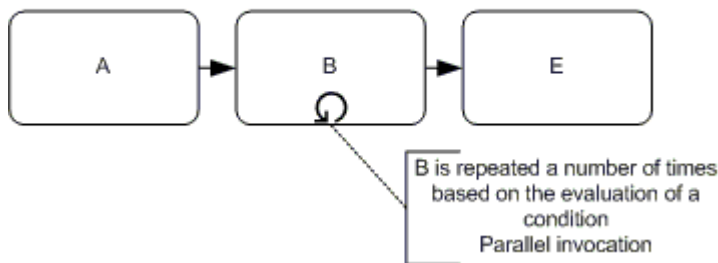 A
B
E
B is repeated a number of times
based on the evaluation of a
condition
Parallel invocation